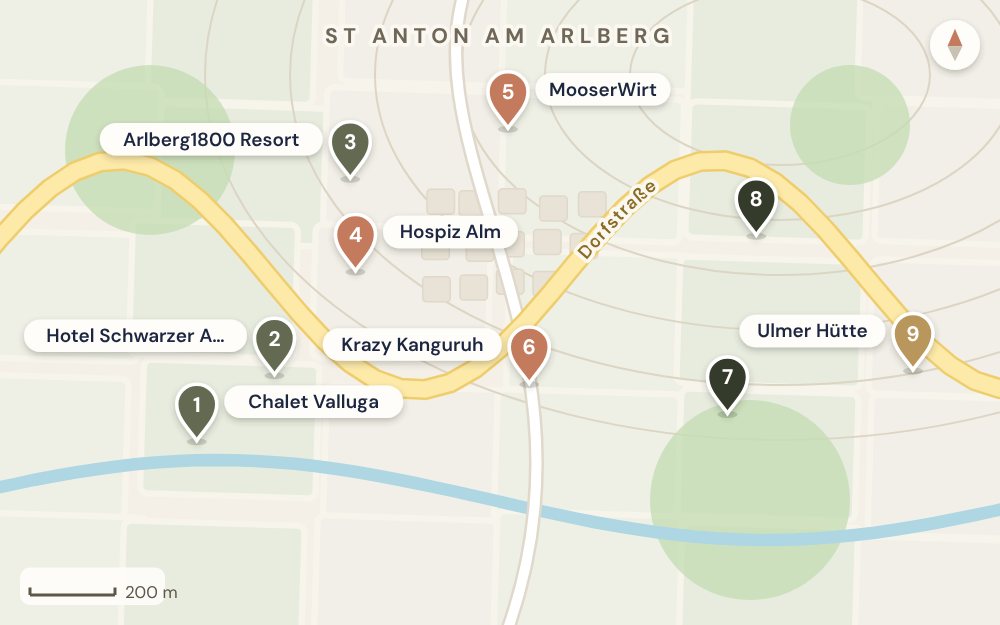 ST ANTON AM ARLBERG
5
MooserWirt
Arlberg1800 Resort
3
8
Dorfstraße
4
Hospiz Alm
Hotel Schwarzer A...
2
Krazy Kanguruh
6
Ulmer Hütte
9
7
1
Chalet Valluga
200 m